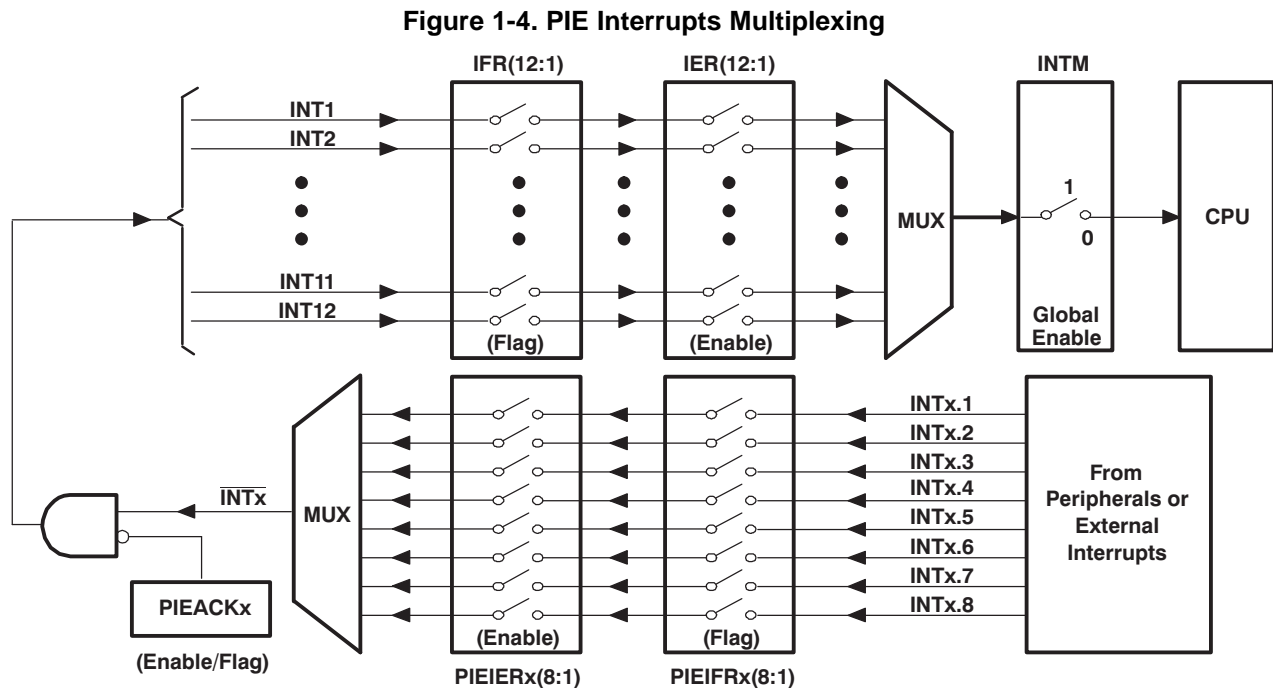 Figure 1-4. PIE Interrupts Multiplexing
IFR(12:1)
IER(12:1)
INTM
INT1
INT2
INT11
INT12
(Flag)
(Enable)
MUX
1
0
Global
Enable
CPU
INTx.1
INTx.2
INTx.3
INTx.4
INTx.5
INTx.6
INTx.7
INTx.8
From
Peripherals or
External
Interrupts
INTx
MUX
PIEACKx
(Enable/Flag)
(Enable)
(Flag)
PIEIERx(8:1)
PIEIFRx(8:1)